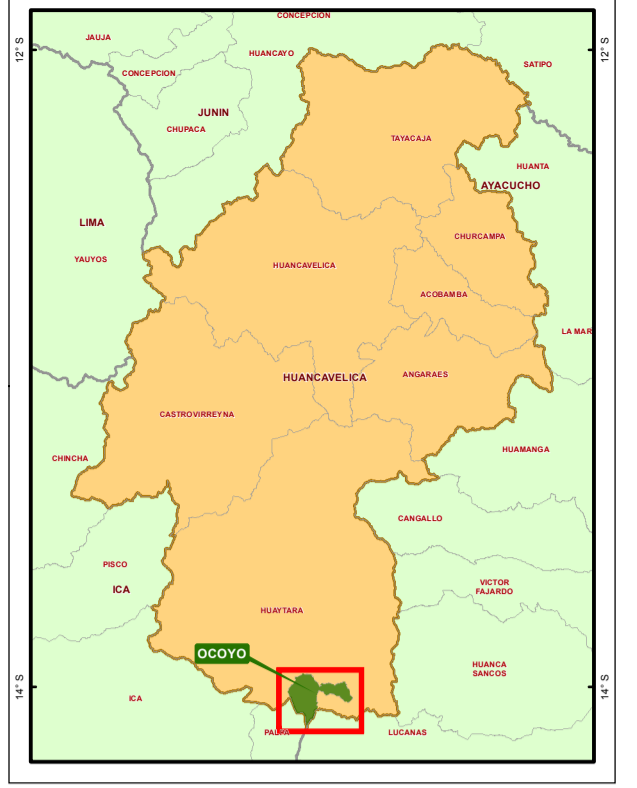 CONCEPCION
JAUJA
HUANCAYO
12° S
12° S
SATIPO
CONCEPCION
JUNIN
CHUPACA
TAYACAJA
HUANTA
AYACUCHO
LIMA
CHURCAMPA
YAUYOS
HUANCAVELICA
ACOBAMBA
LA MAR
HUANCAVELICA
ANGARAES
CASTROVIRREYNA
CHINCHA
HUAMANGA
CANGALLO
PISCO
ICA
VICTOR
FAJARDO
HUAYTARA
OCOYO
HUANCA
SANCOS
14° S
14° S
ICA
PALPA
LUCANAS